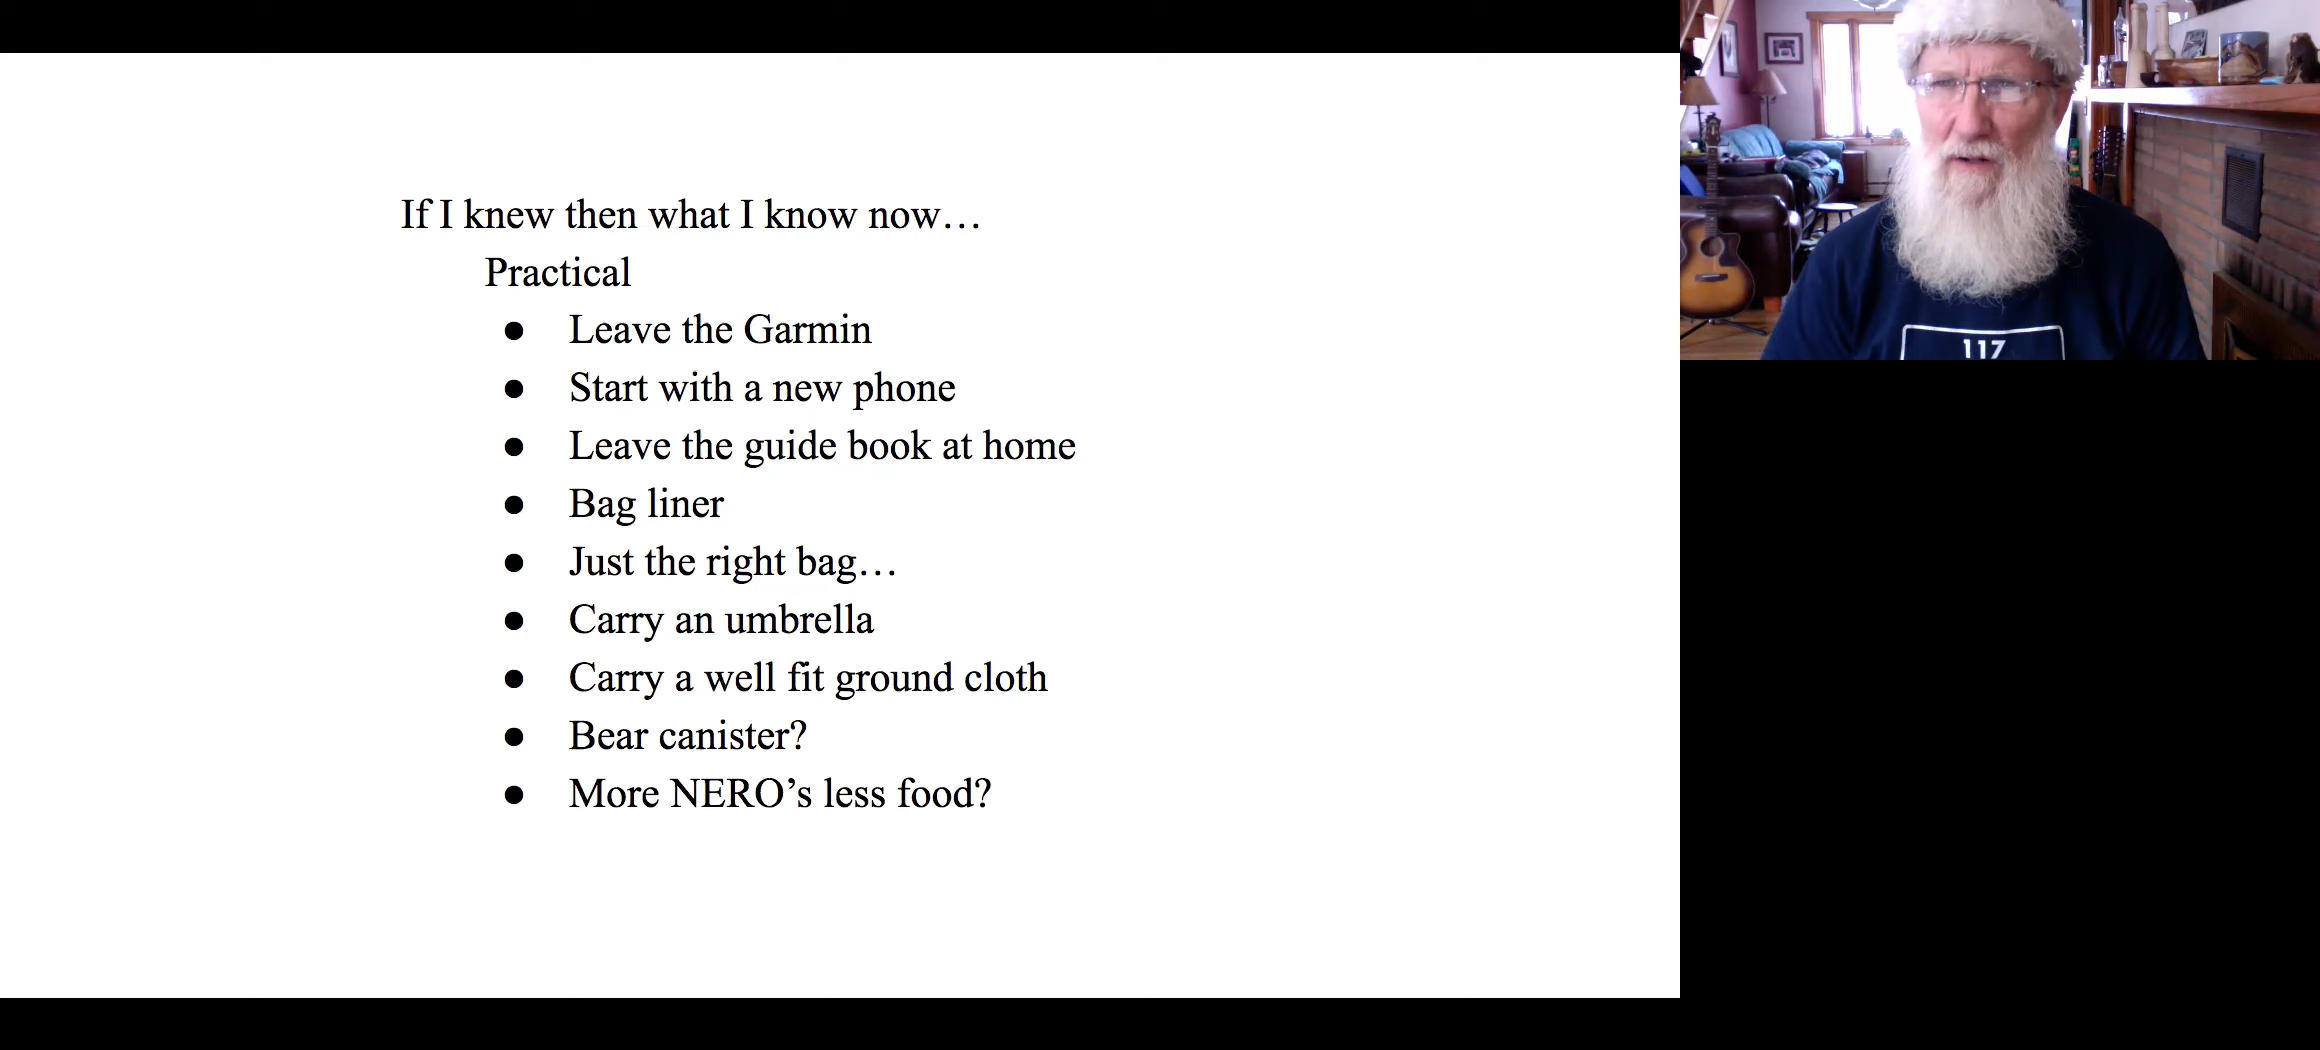 If I knew then what I know now…
Practical
● Leave the Garmin
● Start with a new phone
● Leave the guide book at home
● Bag liner
● Just the right bag…
● Carry an umbrella
● Carry a well fit ground cloth
● Bear canister?
● More NERO’s less food?
117